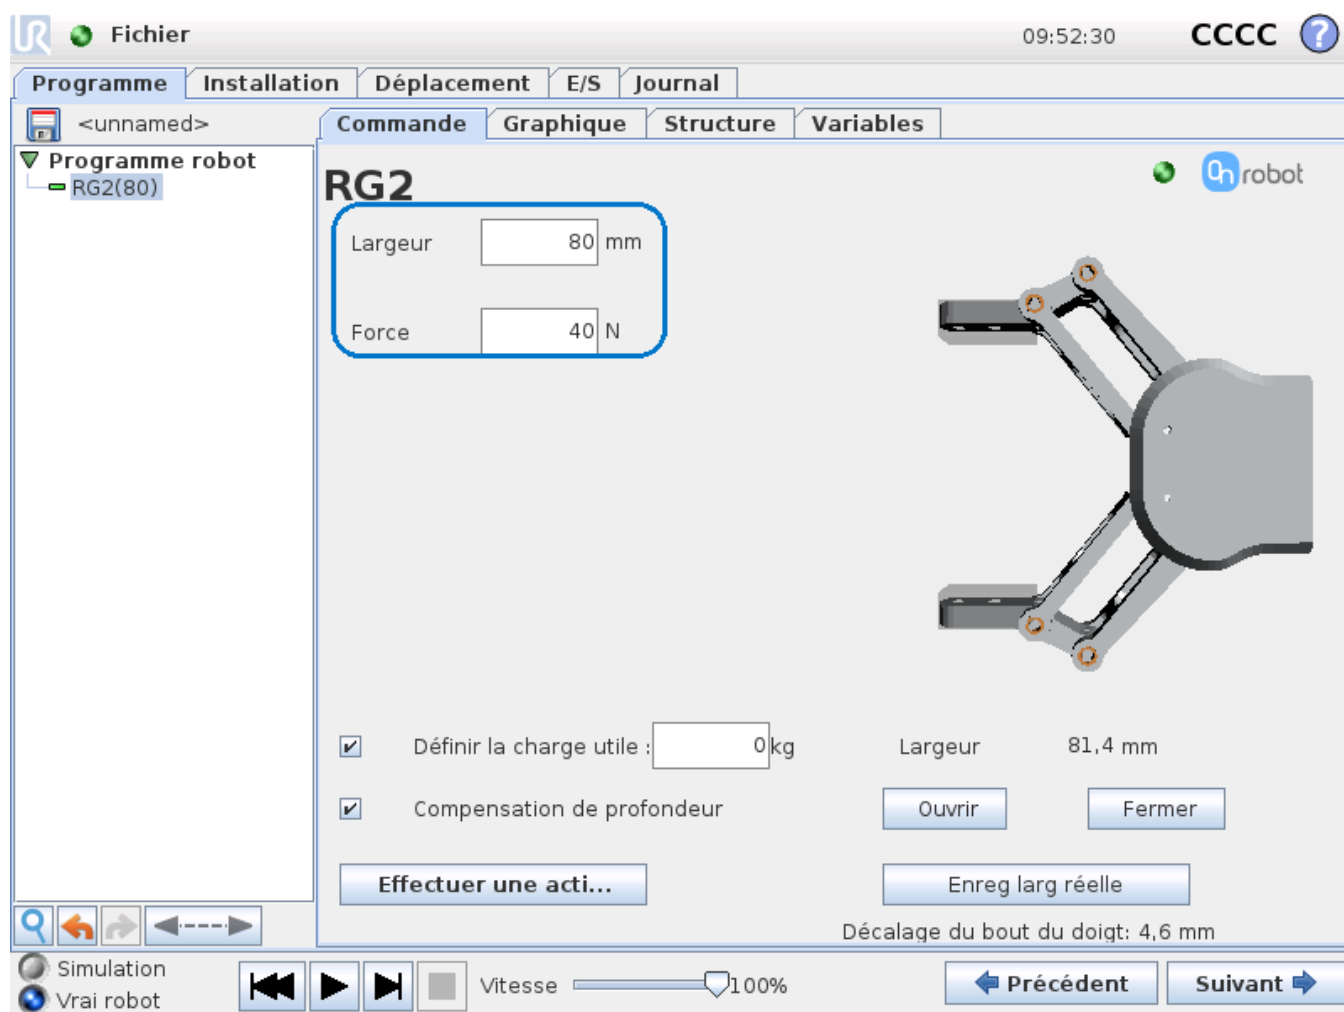 UR Fichier 09:52:30 CCCC ?
Programme Installation Déplacement E/S Journal
<unnamed> Commande Graphique Structure Variables
Programme robot
RG2(80)
RG2
On robot
Largeur 80 mm
Force 40 N
Définir la charge utile : 0 kg Largeur 81,4 mm
Compensation de profondeur Ouvrir Fermer
Effectuer une acti... Enreg larg réelle
Décalage du bout du doigt: 4,6 mm
Simulation
Vrai robot
Vitesse 100% Précédent Suivant